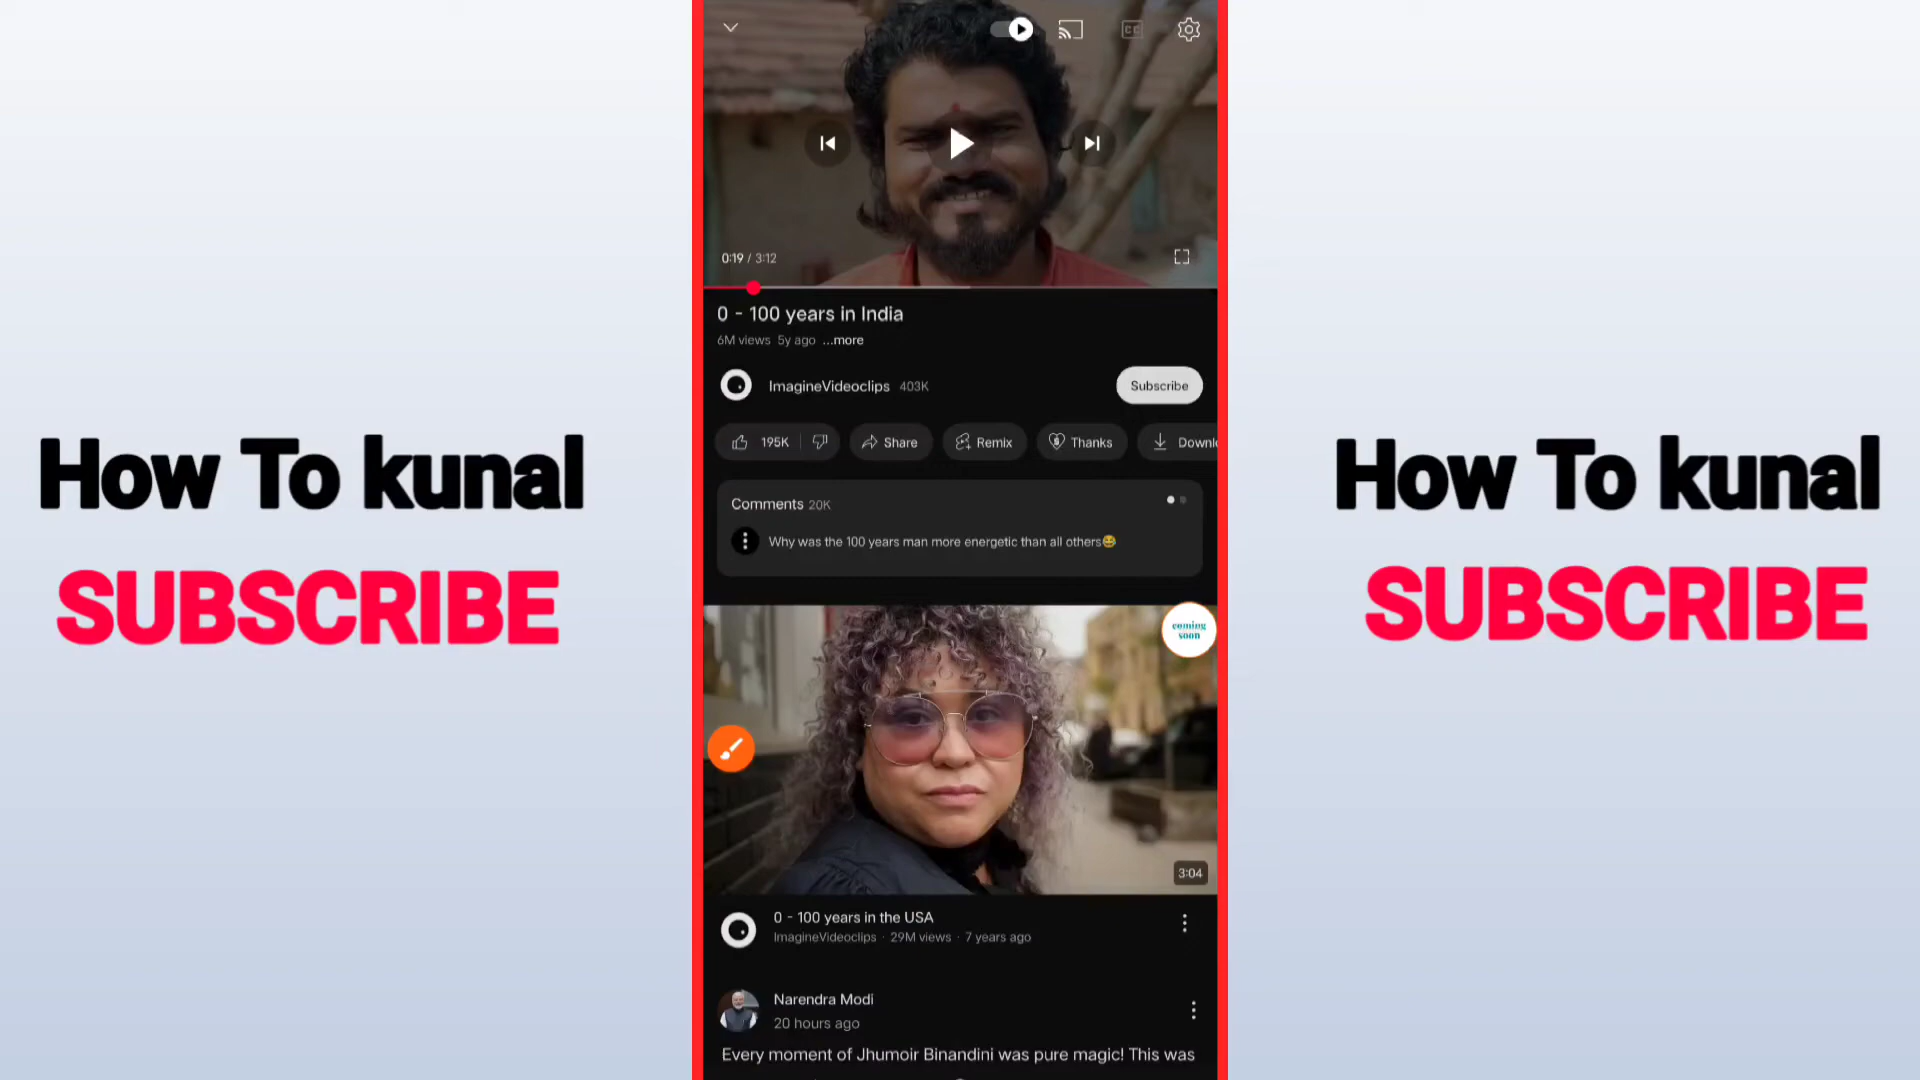 How To kunal
SUBSCRIBE
CC
0:19 / 3:12
0 - 100 years in India
6M views 5y ago ...more
ImagineVideoclips 403K
Subscribe
195K
Share
Remix
Thanks
Downl
Comments 20K
Why was the 100 years man more energetic than all others😂
coming
soon
3:04
0 - 100 years in the USA
ImagineVideoclips · 29M views · 7 years ago
Narendra Modi
20 hours ago
Every moment of Jhumoir Binandini was pure magic! This was
How To kunal
SUBSCRIBE